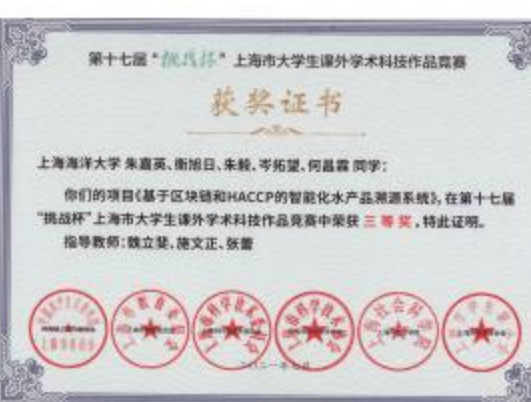 第十七届“挑战杯”上海市大学生课外学术科技作品竞赛
获奖证书
上海海洋大学 朱嘉英、衡旭日、朱毅、岑拓望、何昌霖 同学:
你们的项目《基于区块链和HACCP的智能化水产品溯源系统》,在第十七届
“挑战杯”上海市大学生课外学术科技作品竞赛中荣获 三等奖,特此证明。
指导教师:魏立斐、施文正、张蕾